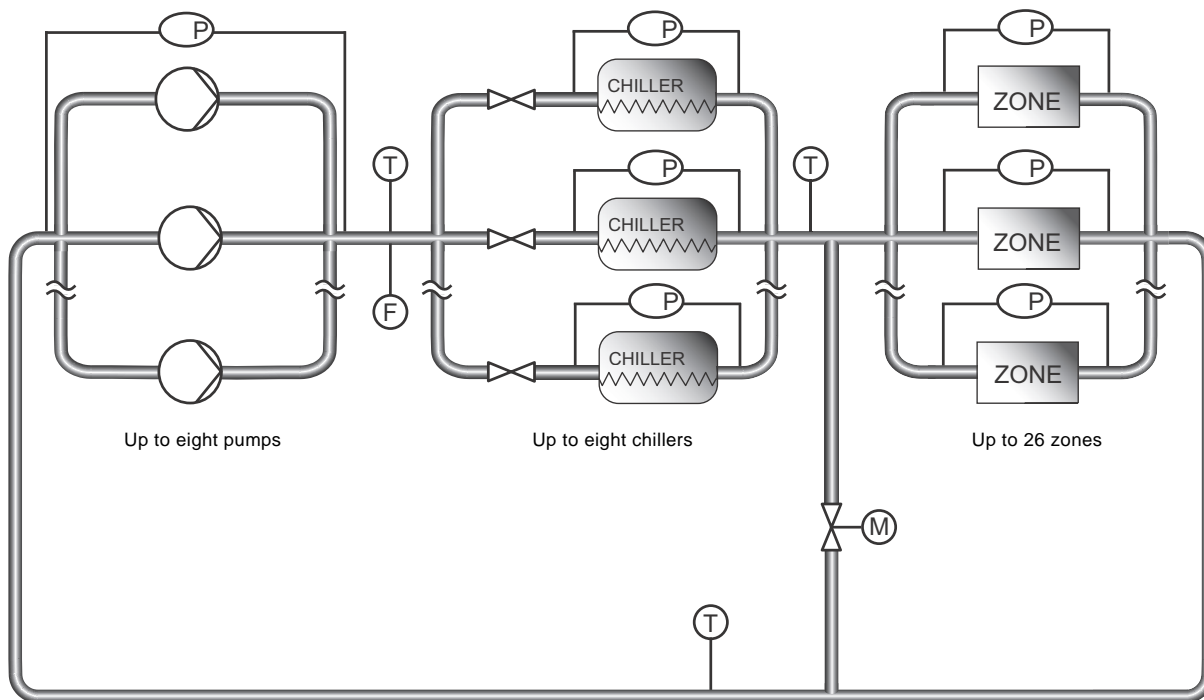 P
P
P
CHILLER
ZONE
T
P
T
P
CHILLER
ZONE
F
P
P
CHILLER
ZONE
Up to eight pumps
Up to eight chillers
Up to 26 zones
M
T